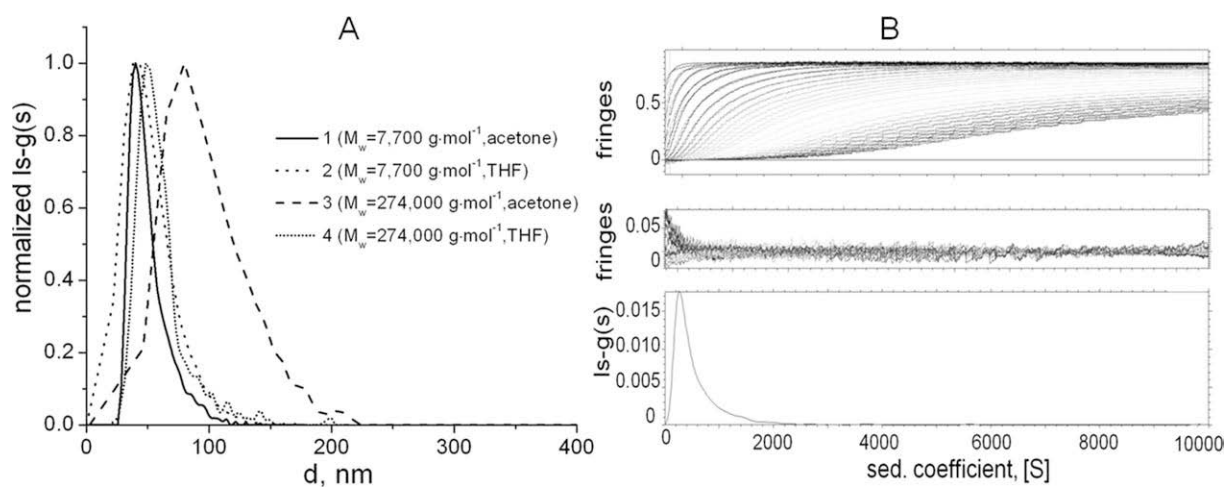 A
normalized ls-g(s)
1.0
0.8
0.6
0.4
0.2
0.0
1 (Mw=7,700 g·mol-1,acetone)
2 (Mw=7,700 g·mol-1,THF)
3 (Mw=274,000 g·mol-1,acetone)
4 (Mw=274,000 g·mol-1,THF)
0 100 200 300 400
d, nm
B
fringes
0.5
0
fringes
0.05
0
ls-g(s)
0.015
0.010
0.005
0
0 2000 4000 6000 8000 10000
sed. coefficient, [S]